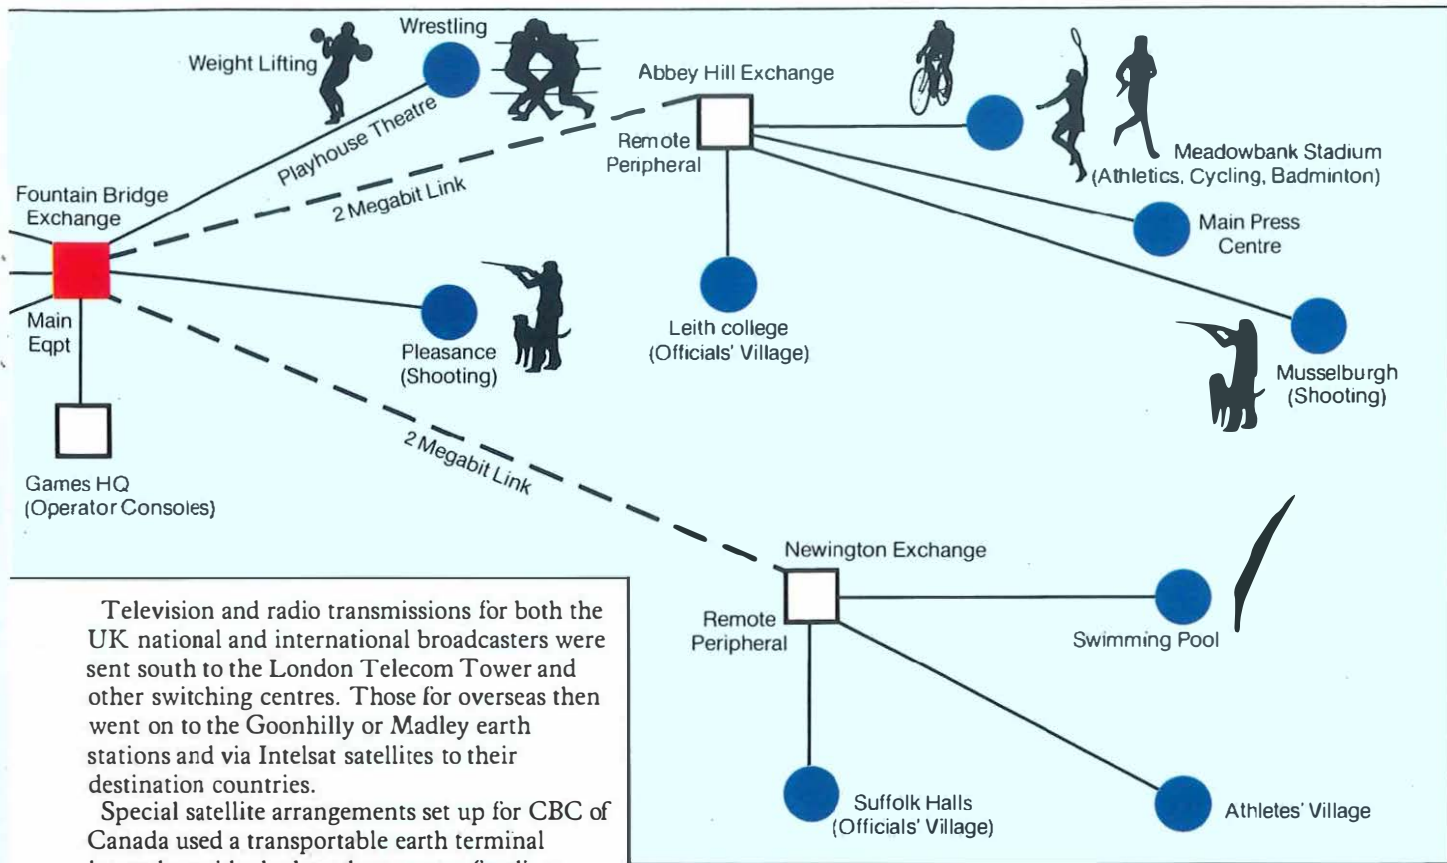 Wrestling
Weight Lifting
Playhouse Theatre
2 Megabit Link
Abbey Hill Exchange
Remote
Peripheral
Meadowbank Stadium
(Athletics, Cycling, Badminton)
Main Press
Centre
Leith college
(Officials' Village)
Musselburgh
(Shooting)
Fountain Bridge
Exchange
Main
Eqpt
Pleasance
(Shooting)
Games HQ
(Operator Consoles)
2 Megabit Link
Newington Exchange
Remote
Peripheral
Swimming Pool
Suffolk Halls
(Officials' Village)
Athletes' Village
Television and radio transmissions for both the
UK national and international broadcasters were
sent south to the London Telecom Tower and
other switching centres. Those for overseas then
went on to the Goonhilly or Madley earth
stations and via Intelsat satellites to their
destination countries.
Special satellite arrangements set up for CBC of
Canada used a transportable earth terminal